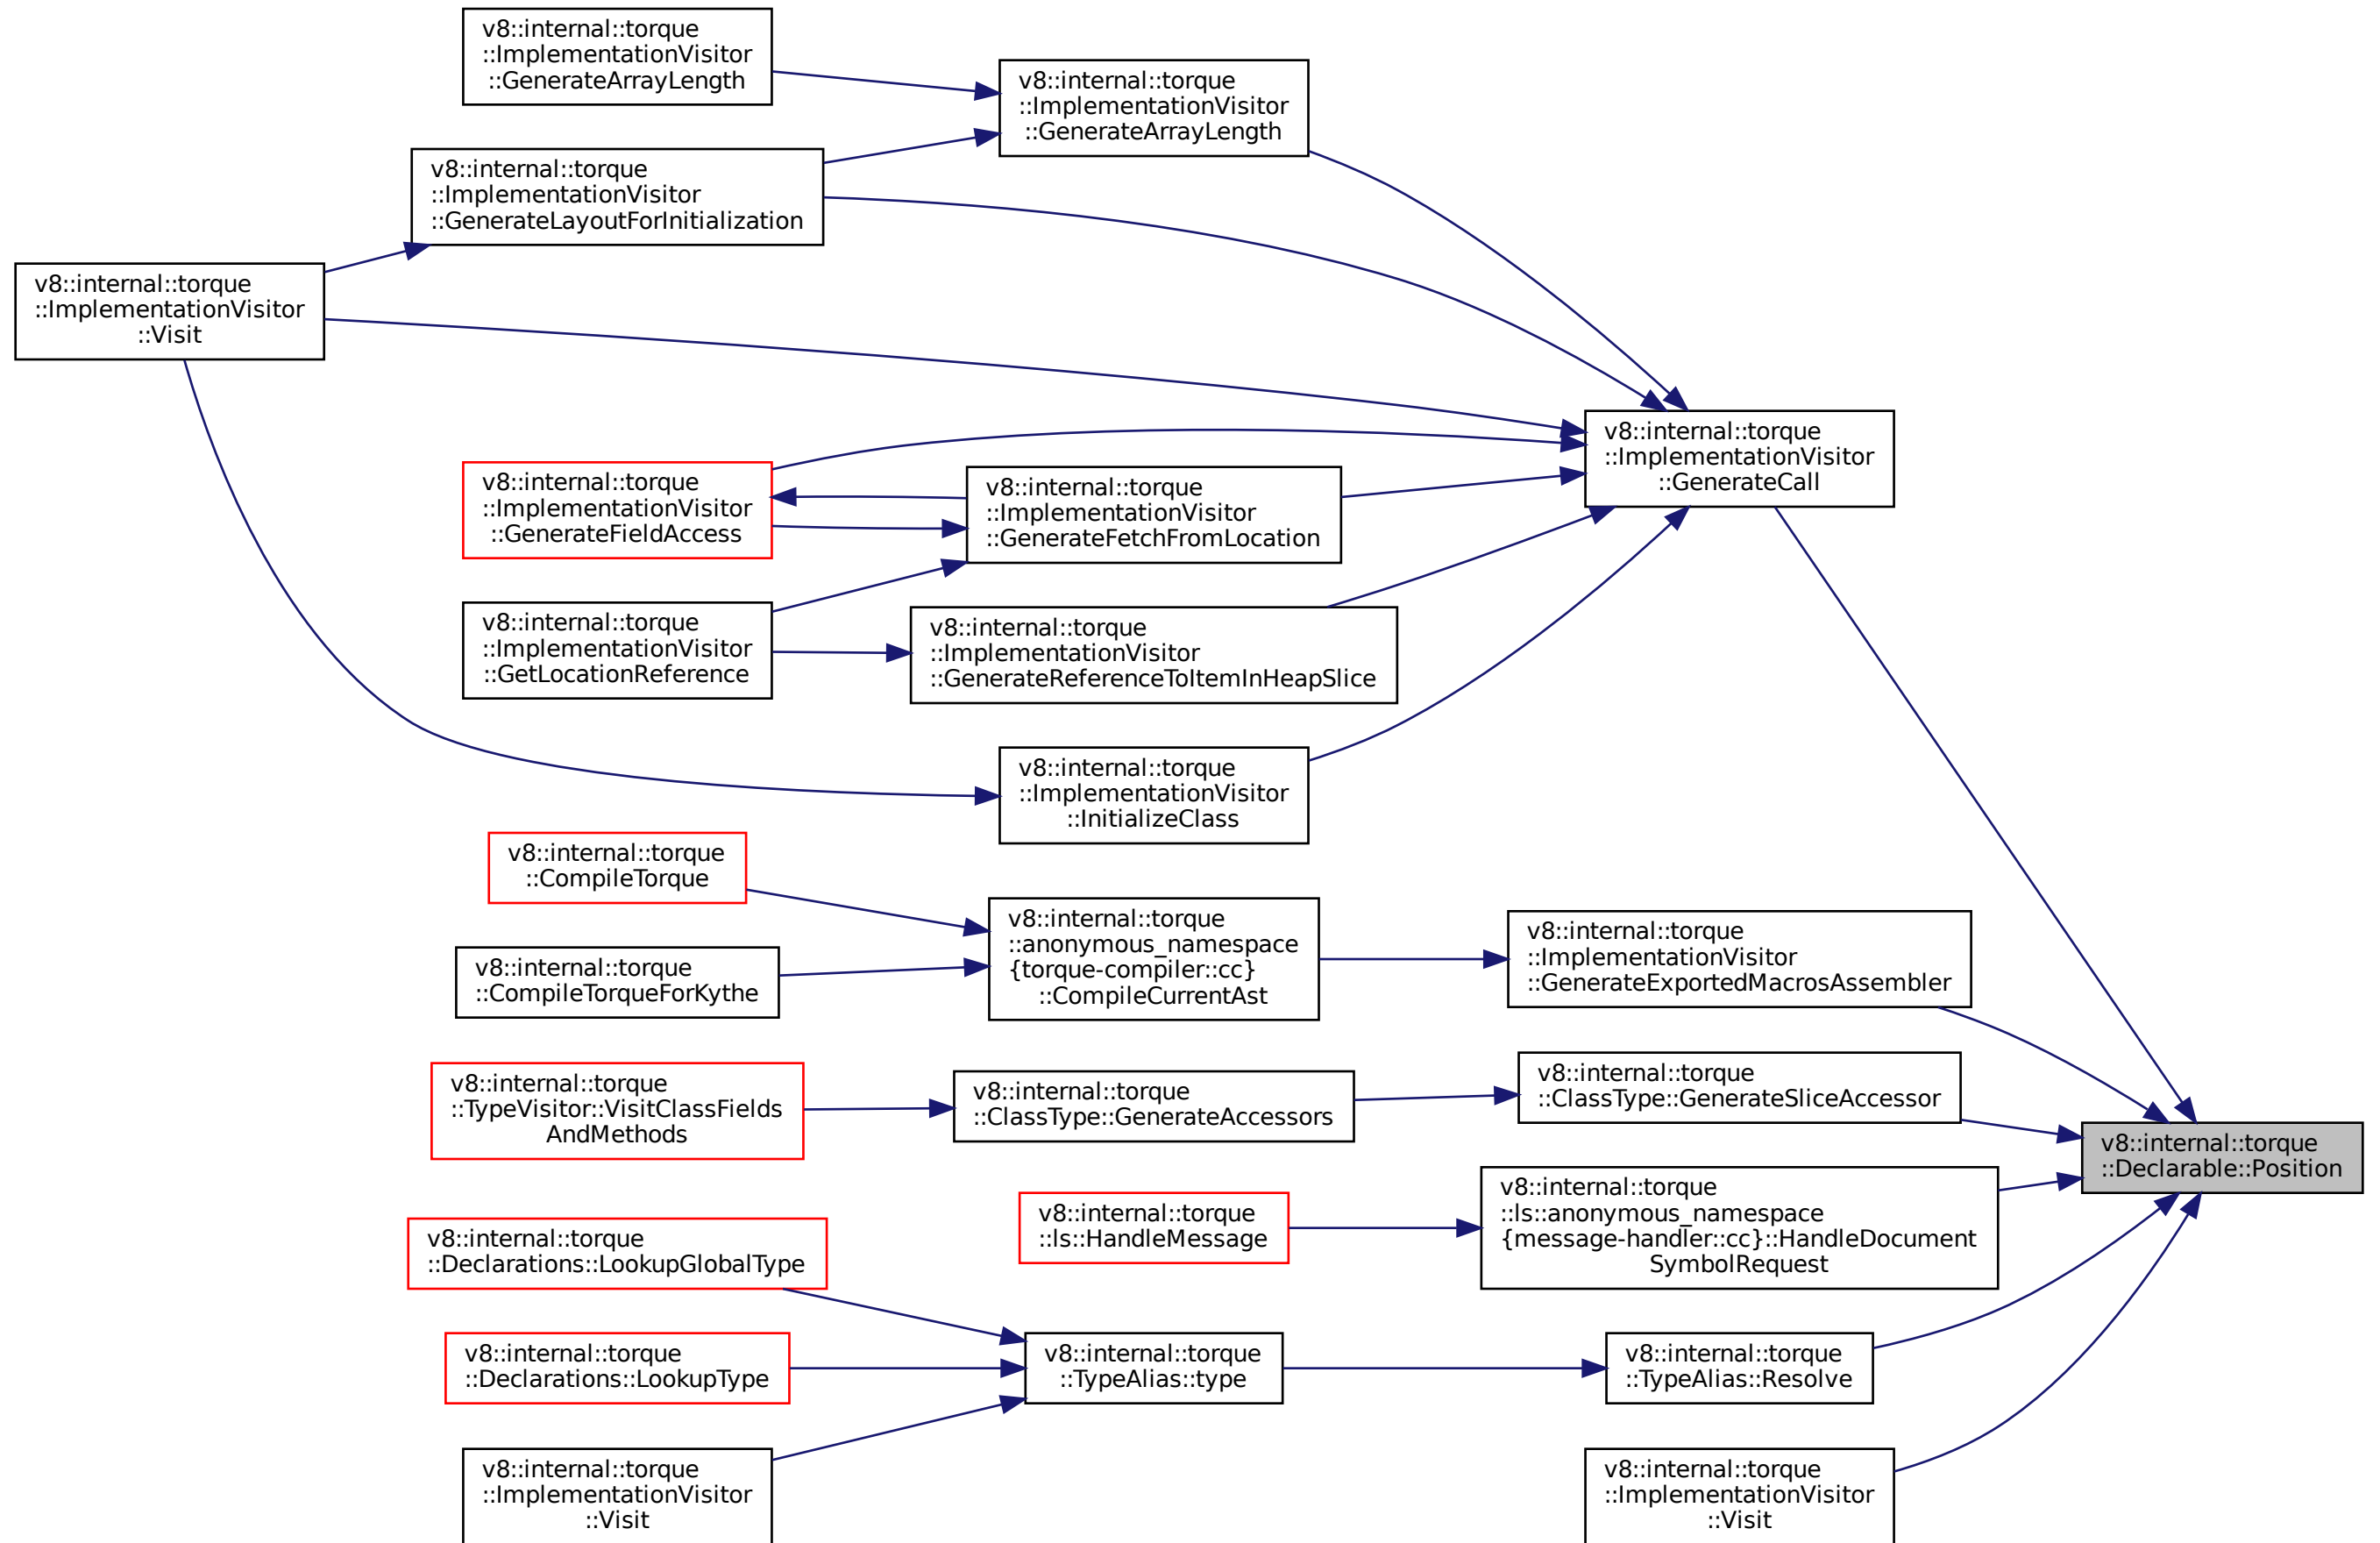 v8::internal::torque
::ImplementationVisitor
::GenerateArrayLength
v8::internal::torque
::ImplementationVisitor
::GenerateArrayLength
v8::internal::torque
::ImplementationVisitor
::GenerateLayoutForInitialization
v8::internal::torque
::ImplementationVisitor
::Visit
v8::internal::torque
::ImplementationVisitor
::GenerateCall
v8::internal::torque
::ImplementationVisitor
::GenerateFieldAccess
v8::internal::torque
::ImplementationVisitor
::GenerateFetchFromLocation
v8::internal::torque
::ImplementationVisitor
::GetLocationReference
v8::internal::torque
::ImplementationVisitor
::GenerateReferenceToItemInHeapSlice
v8::internal::torque
::ImplementationVisitor
::InitializeClass
v8::internal::torque
::CompileTorque
v8::internal::torque
::anonymous_namespace
{torque-compiler::cc}
::CompileCurrentAst
v8::internal::torque
::ImplementationVisitor
::GenerateExportedMacrosAssembler
v8::internal::torque
::CompileTorqueForKythe
v8::internal::torque
::TypeVisitor::VisitClassFields
AndMethods
v8::internal::torque
::ClassType::GenerateAccessors
v8::internal::torque
::ClassType::GenerateSliceAccessor
v8::internal::torque
::Declarable::Position
v8::internal::torque
::ls::HandleMessage
v8::internal::torque
::ls::anonymous_namespace
{message-handler::cc}::HandleDocument
SymbolRequest
v8::internal::torque
::Declarations::LookupGlobalType
v8::internal::torque
::Declarations::LookupType
v8::internal::torque
::TypeAlias::type
v8::internal::torque
::TypeAlias::Resolve
v8::internal::torque
::ImplementationVisitor
::Visit
v8::internal::torque
::ImplementationVisitor
::Visit